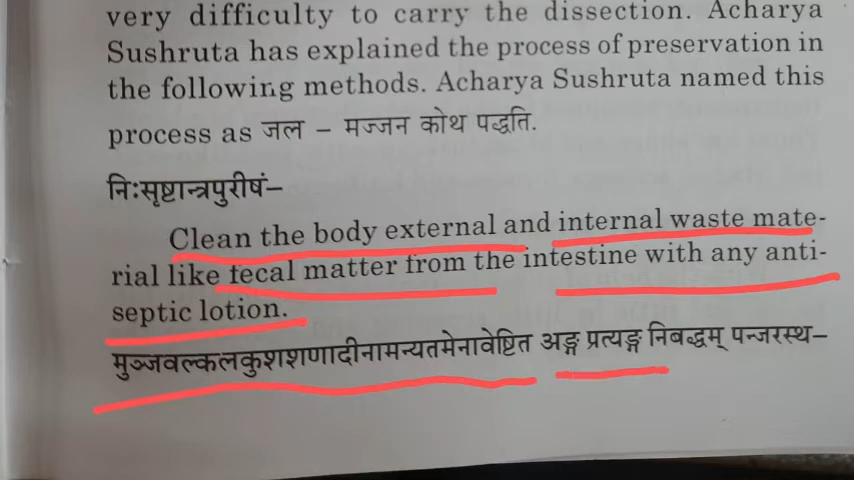 very difficulty to carry the dissection. Acharya
Sushruta has explained the process of preservation in
the following methods. Acharya Sushruta named this
process as जल – मज्जन कोथ पद्धति.
निःसृष्टान्त्रपुरीषं–
Clean the body external and internal waste mate-
rial like fecal matter from the intestine with any anti-
septic lotion.
मुञ्जवल्कलकुशशणादीनामन्यतमेनावेष्टित अङ्ग प्रत्यङ्ग निबद्धम् पन्जरस्थ–